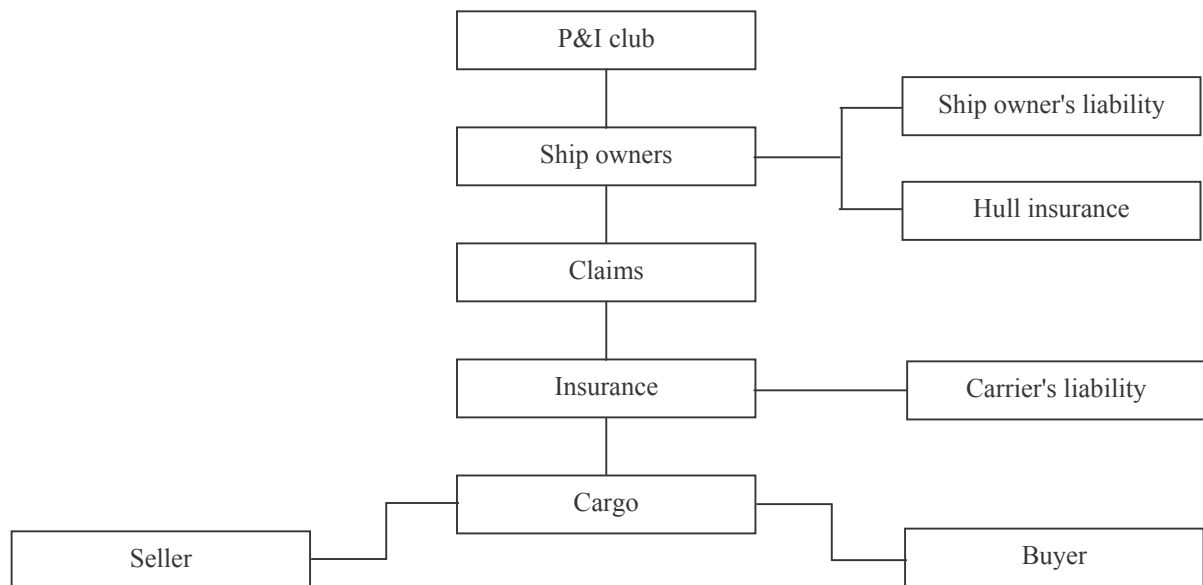 P&I club
Ship owner's liability
Ship owners
Hull insurance
Claims
Insurance
Carrier's liability
Cargo
Seller
Buyer